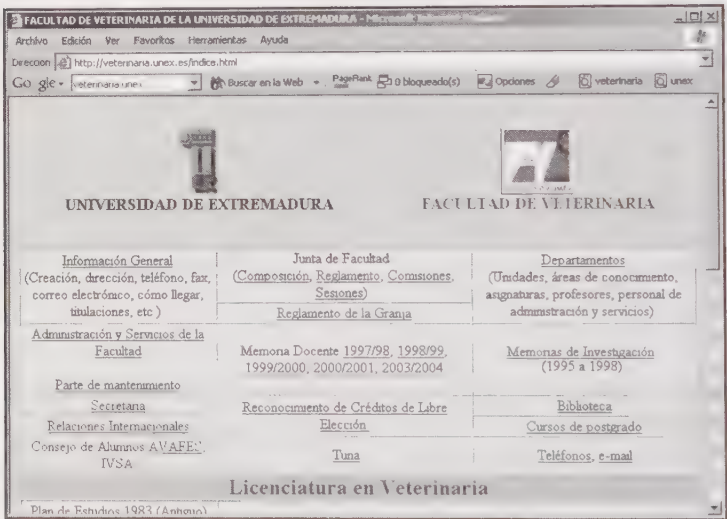 FACULTAD DE VETERINARIA DE LA UNIVERSIDAD DE EXTREMADURA -
Archivo Edición Ver Favoritos Herramientas Ayuda
Dirección http://veterinaria.unex.es/indice.html
Go gle veterinaria unex Buscar en la Web PageRank 0 bloqueado(s) Opciones veterinaria unex
UNIVERSIDAD DE EXTREMADURA
FACULTAD DE VETERINARIA
Información General
(Creación, dirección, teléfono, fax,
correo electrónico, cómo llegar,
titulaciones, etc )
Junta de Facultad
(Composición, Reglamento, Comisiones,
Sesiones)
Reglamento de la Granja
Departamentos
(Unidades, áreas de conocimiento,
asignaturas, profesores, personal de
administración y servicios)
Administración y Servicios de la
Facultad
Parte de mantenimiento
Memoria Docente 1997/98, 1998/99,
1999/2000, 2000/2001, 2003/2004
Memorias de Investigación
(1995 a 1998)
Secretaria
Relaciones Internacionales
Consejo de Alumnos AVAFES,
IVSA
Reconocimiento de Créditos de Libre
Elección
Tuna
Biblioteca
Cursos de postgrado
Teléfonos, e-mail
Licenciatura en Veterinaria
Plan de Estudios 1983 (Antiguo)